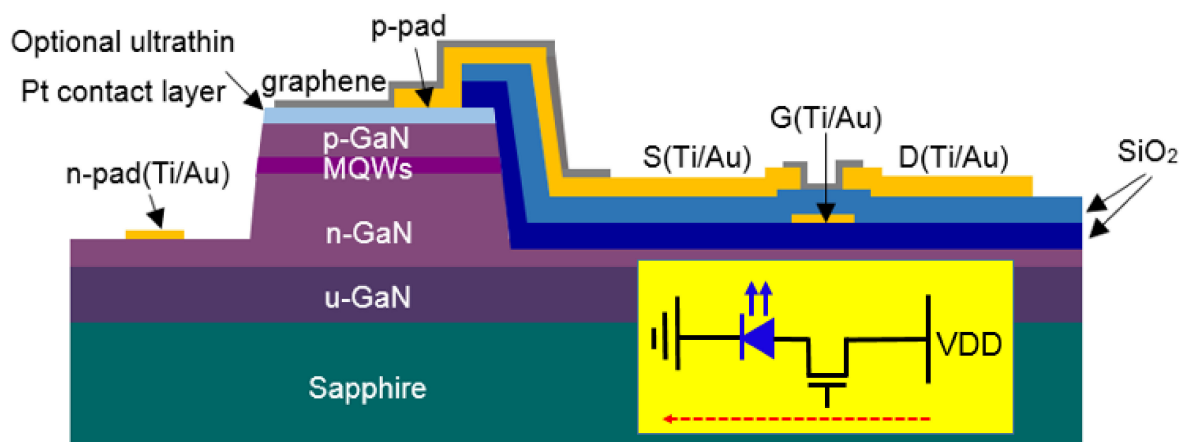 p-pad
Optional ultrathin
Pt contact layer
graphene
G(Ti/Au)
p-GaN
S(Ti/Au)
D(Ti/Au)
SiO₂
MQWs
n-pad(Ti/Au)
n-GaN
u-GaN
VDD
Sapphire